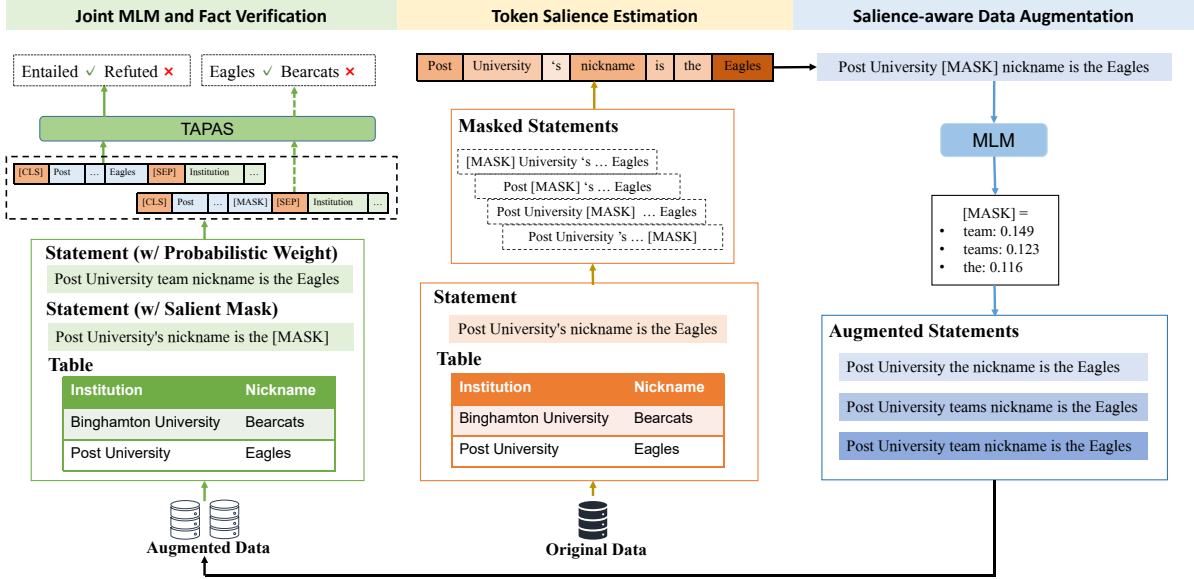 Joint MLM and Fact Verification
Entailed ✓ Refuted ×
Eagles ✓ Bearcats ×
TAPAS
[CLS] Post ... Eagles [SEP] Institution ...
[CLS] Post ... [MASK] [SEP] Institution ...
Statement (w/ Probabilistic Weight)
Post University team nickname is the Eagles
Statement (w/ Salient Mask)
Post University's nickname is the [MASK]
Table
Institution Nickname
Binghamton University Bearcats
Post University Eagles
Augmented Data
Token Salience Estimation
Post University ‘s nickname is the Eagles
Masked Statements
[MASK] University ‘s … Eagles
Post [MASK] ‘s … Eagles
Post University [MASK] … Eagles
Post University ’s … [MASK]
Statement
Post University's nickname is the Eagles
Table
Institution Nickname
Binghamton University Bearcats
Post University Eagles
Original Data
Salience-aware Data Augmentation
Post University [MASK] nickname is the Eagles
MLM
[MASK] =
• team: 0.149
• teams: 0.123
• the: 0.116
Augmented Statements
Post University the nickname is the Eagles
Post University teams nickname is the Eagles
Post University team nickname is the Eagles